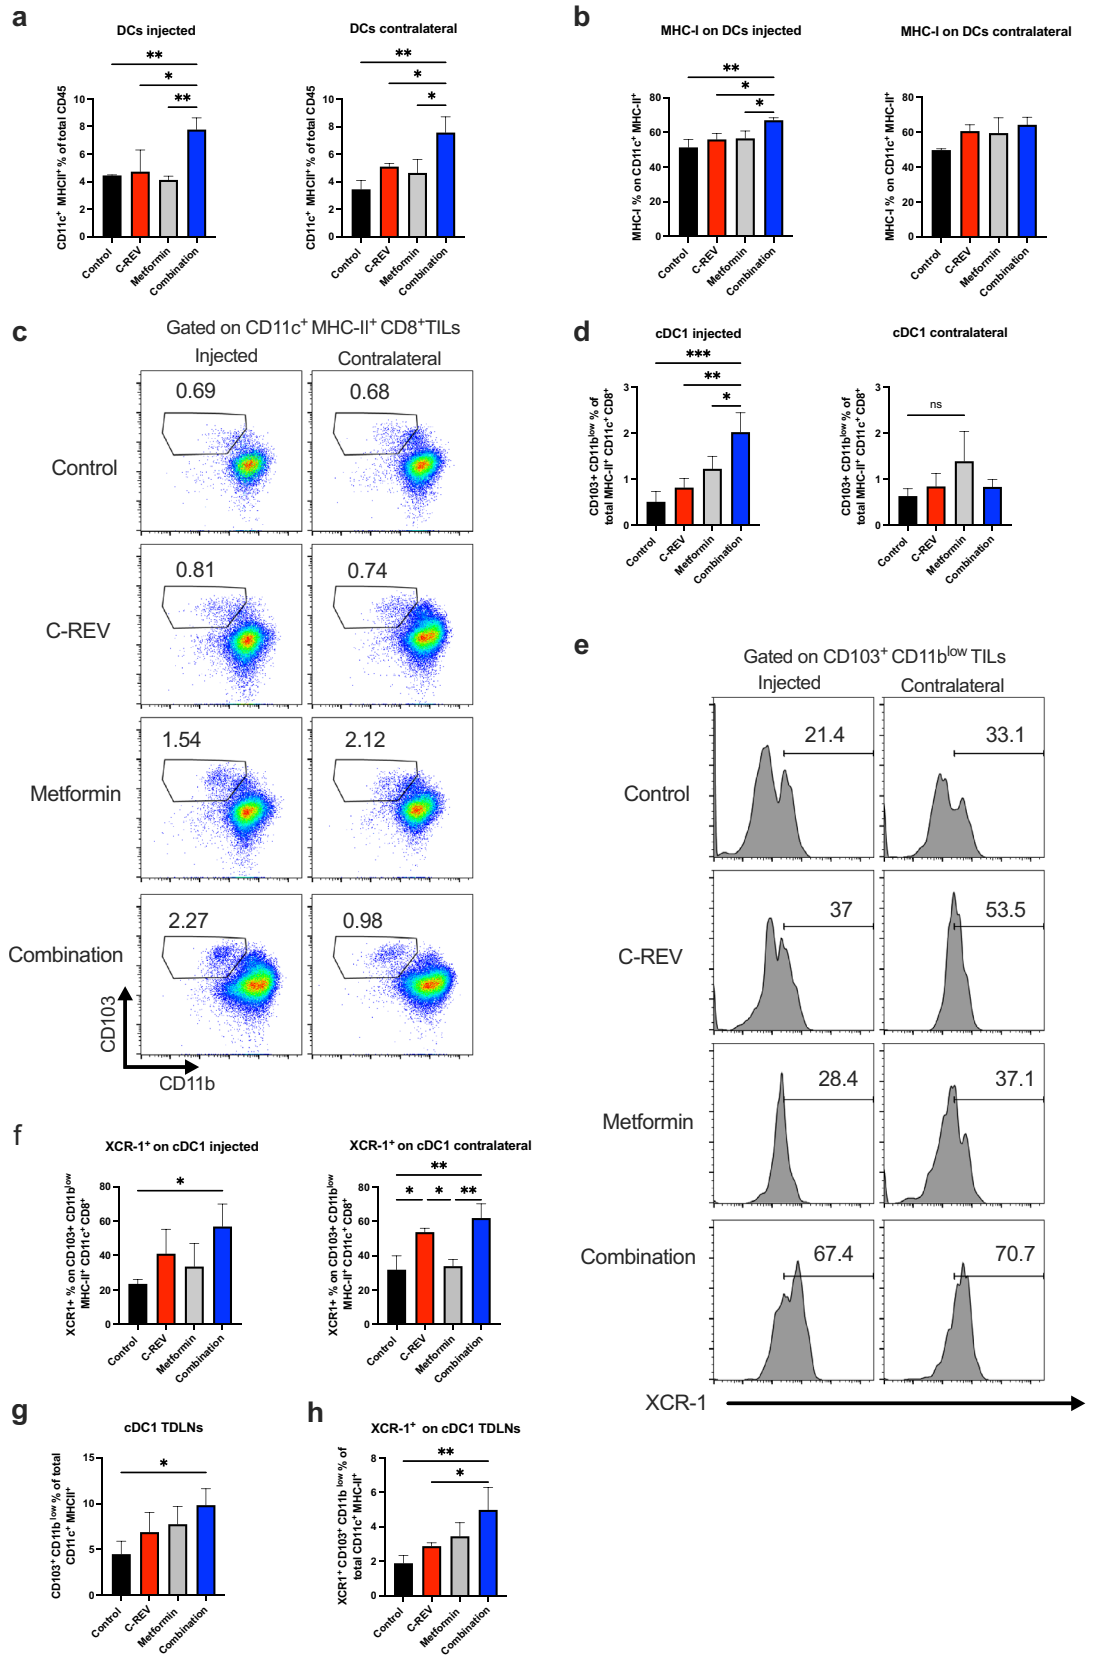 a
DCs injected
**
*
**
CD11c⁺ MHCII⁺ % of total CD45
10
8
6
4
2
0
Control
C-REV
Metformin
Combination
DCs contralateral
**
*
*
CD11c⁺ MHCII⁺ % of total CD45
10
8
6
4
2
0
Control
C-REV
Metformin
Combination
b
MHC-I on DCs injected
**
*
*
MHC-I % on CD11c⁺ MHC-II⁺
80
60
40
20
0
Control
C-REV
Metformin
Combination
MHC-I on DCs contralateral
MHC-I % on CD11c⁺ MHC-II⁺
80
60
40
20
0
Control
C-REV
Metformin
Combination
c
Gated on CD11c⁺ MHC-II⁺ CD8⁺TILs
Injected
Contralateral
Control
0.69
0.68
C-REV
0.81
0.74
Metformin
1.54
2.12
Combination
2.27
0.98
CD103
CD11b
d
cDC1 injected
***
**
*
CD103+ CD11bˡᵒʷ % of
total MHC-II⁺ CD11c⁺ CD8⁺
3
2
1
0
Control
C-REV
Metformin
Combination
cDC1 contralateral
ns
CD103+ CD11bˡᵒʷ % of
total MHC-II⁺ CD11c⁺ CD8⁺
3
2
1
0
Control
C-REV
Metformin
Combination
e
Gated on CD103⁺ CD11bˡᵒʷ TILs
Injected
Contralateral
Control
21.4
33.1
C-REV
37
53.5
Metformin
28.4
37.1
Combination
67.4
70.7
XCR-1
f
XCR-1⁺ on cDC1 injected
*
XCR1+ % on CD103+ CD11bˡᵒʷ
MHC-II⁺ CD11c⁺ CD8⁺
80
60
40
20
0
Control
C-REV
Metformin
Combination
XCR-1⁺ on cDC1 contralateral
**
* * **
XCR1+ % on CD103+ CD11bˡᵒʷ
MHC-II⁺ CD11c⁺ CD8⁺
80
60
40
20
0
Control
C-REV
Metformin
Combination
g
cDC1 TDLNs
*
CD103⁺ CD11bˡᵒʷ % of total
CD11c⁺ MHCII⁺
15
10
5
0
Control
C-REV
Metformin
Combination
h
XCR-1⁺ on cDC1 TDLNs
**
*
XCR1⁺ CD103⁺ CD11b ˡᵒʷ % of
total CD11c⁺ MHC-II⁺
8
6
4
2
0
Control
C-REV
Metformin
Combination